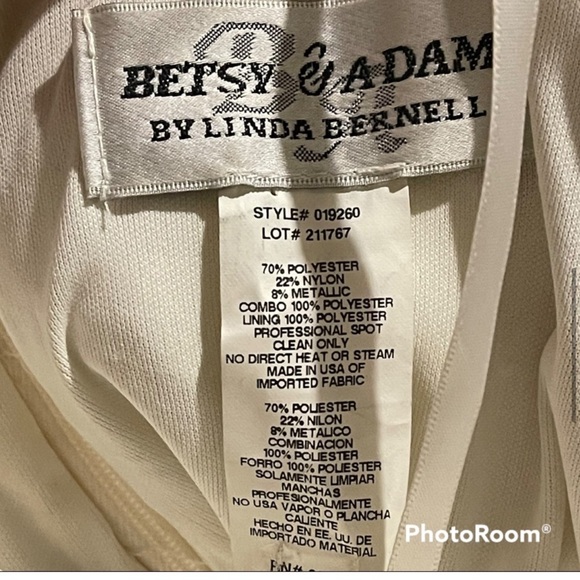 BETSY & ADAM
BY LINDA BERNELL
STYLE# 019260
LOT# 211767
70% POLYESTER
22% NYLON
8% METALLIC
COMBO 100% POLYESTER
LINING 100% POLYESTER
PROFESSIONAL SPOT
CLEAN ONLY
NO DIRECT HEAT OR STEAM
MADE IN USA OF
IMPORTED FABRIC
70% POLIESTER
22% NILON
8% METALICO
COMBINACION
100% POLIESTER
FORRO 100% POLIESTER
SOLAMENTE LIMPIAR
MANCHAS
PROFESIONALMENTE
NO USA VAPOR O PLANCHA
CALIENTE
HECHO EN EE. UU. DE
IMPORTADO MATERIAL
PhotoRoom®